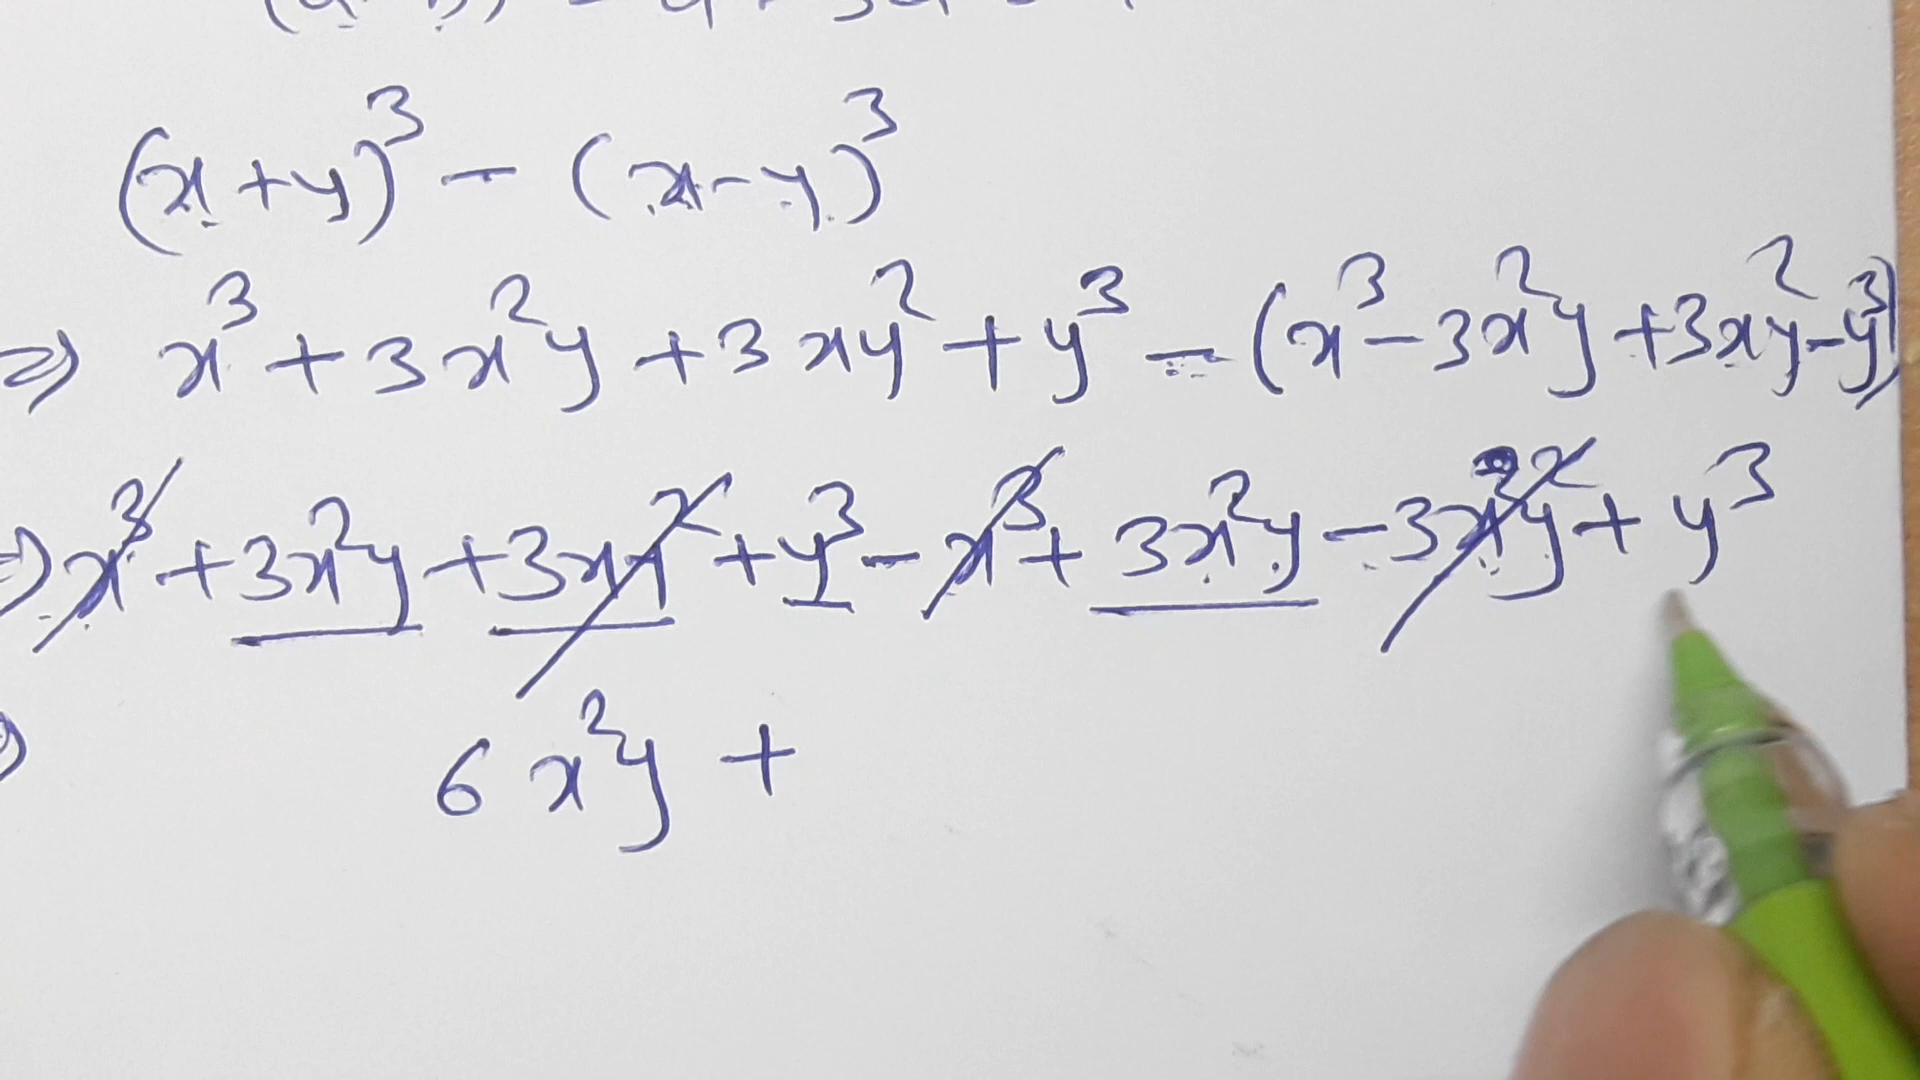 (x+y)³ - (x-y)³
⇒ x³ + 3x²y + 3xy² + y³ - (x³ - 3x²y + 3xy² - y³)
⇒ x³ + 3x²y + 3xy² + y³ - x³ + 3x²y - 3xy² + y³
6x²y +